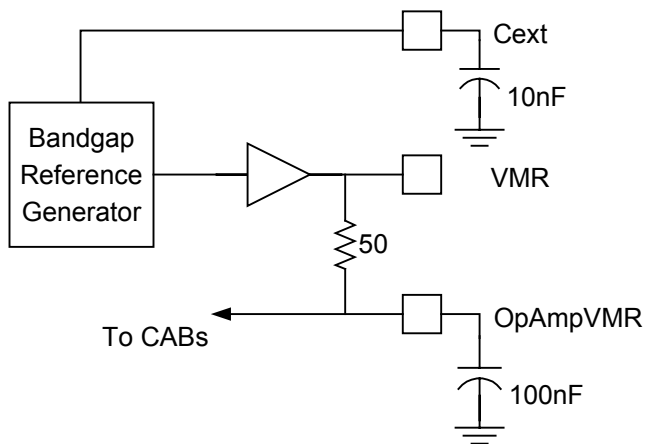 Cext
10nF
Bandgap
Reference
Generator
VMR
50
OpAmpVMR
To CABs
100nF